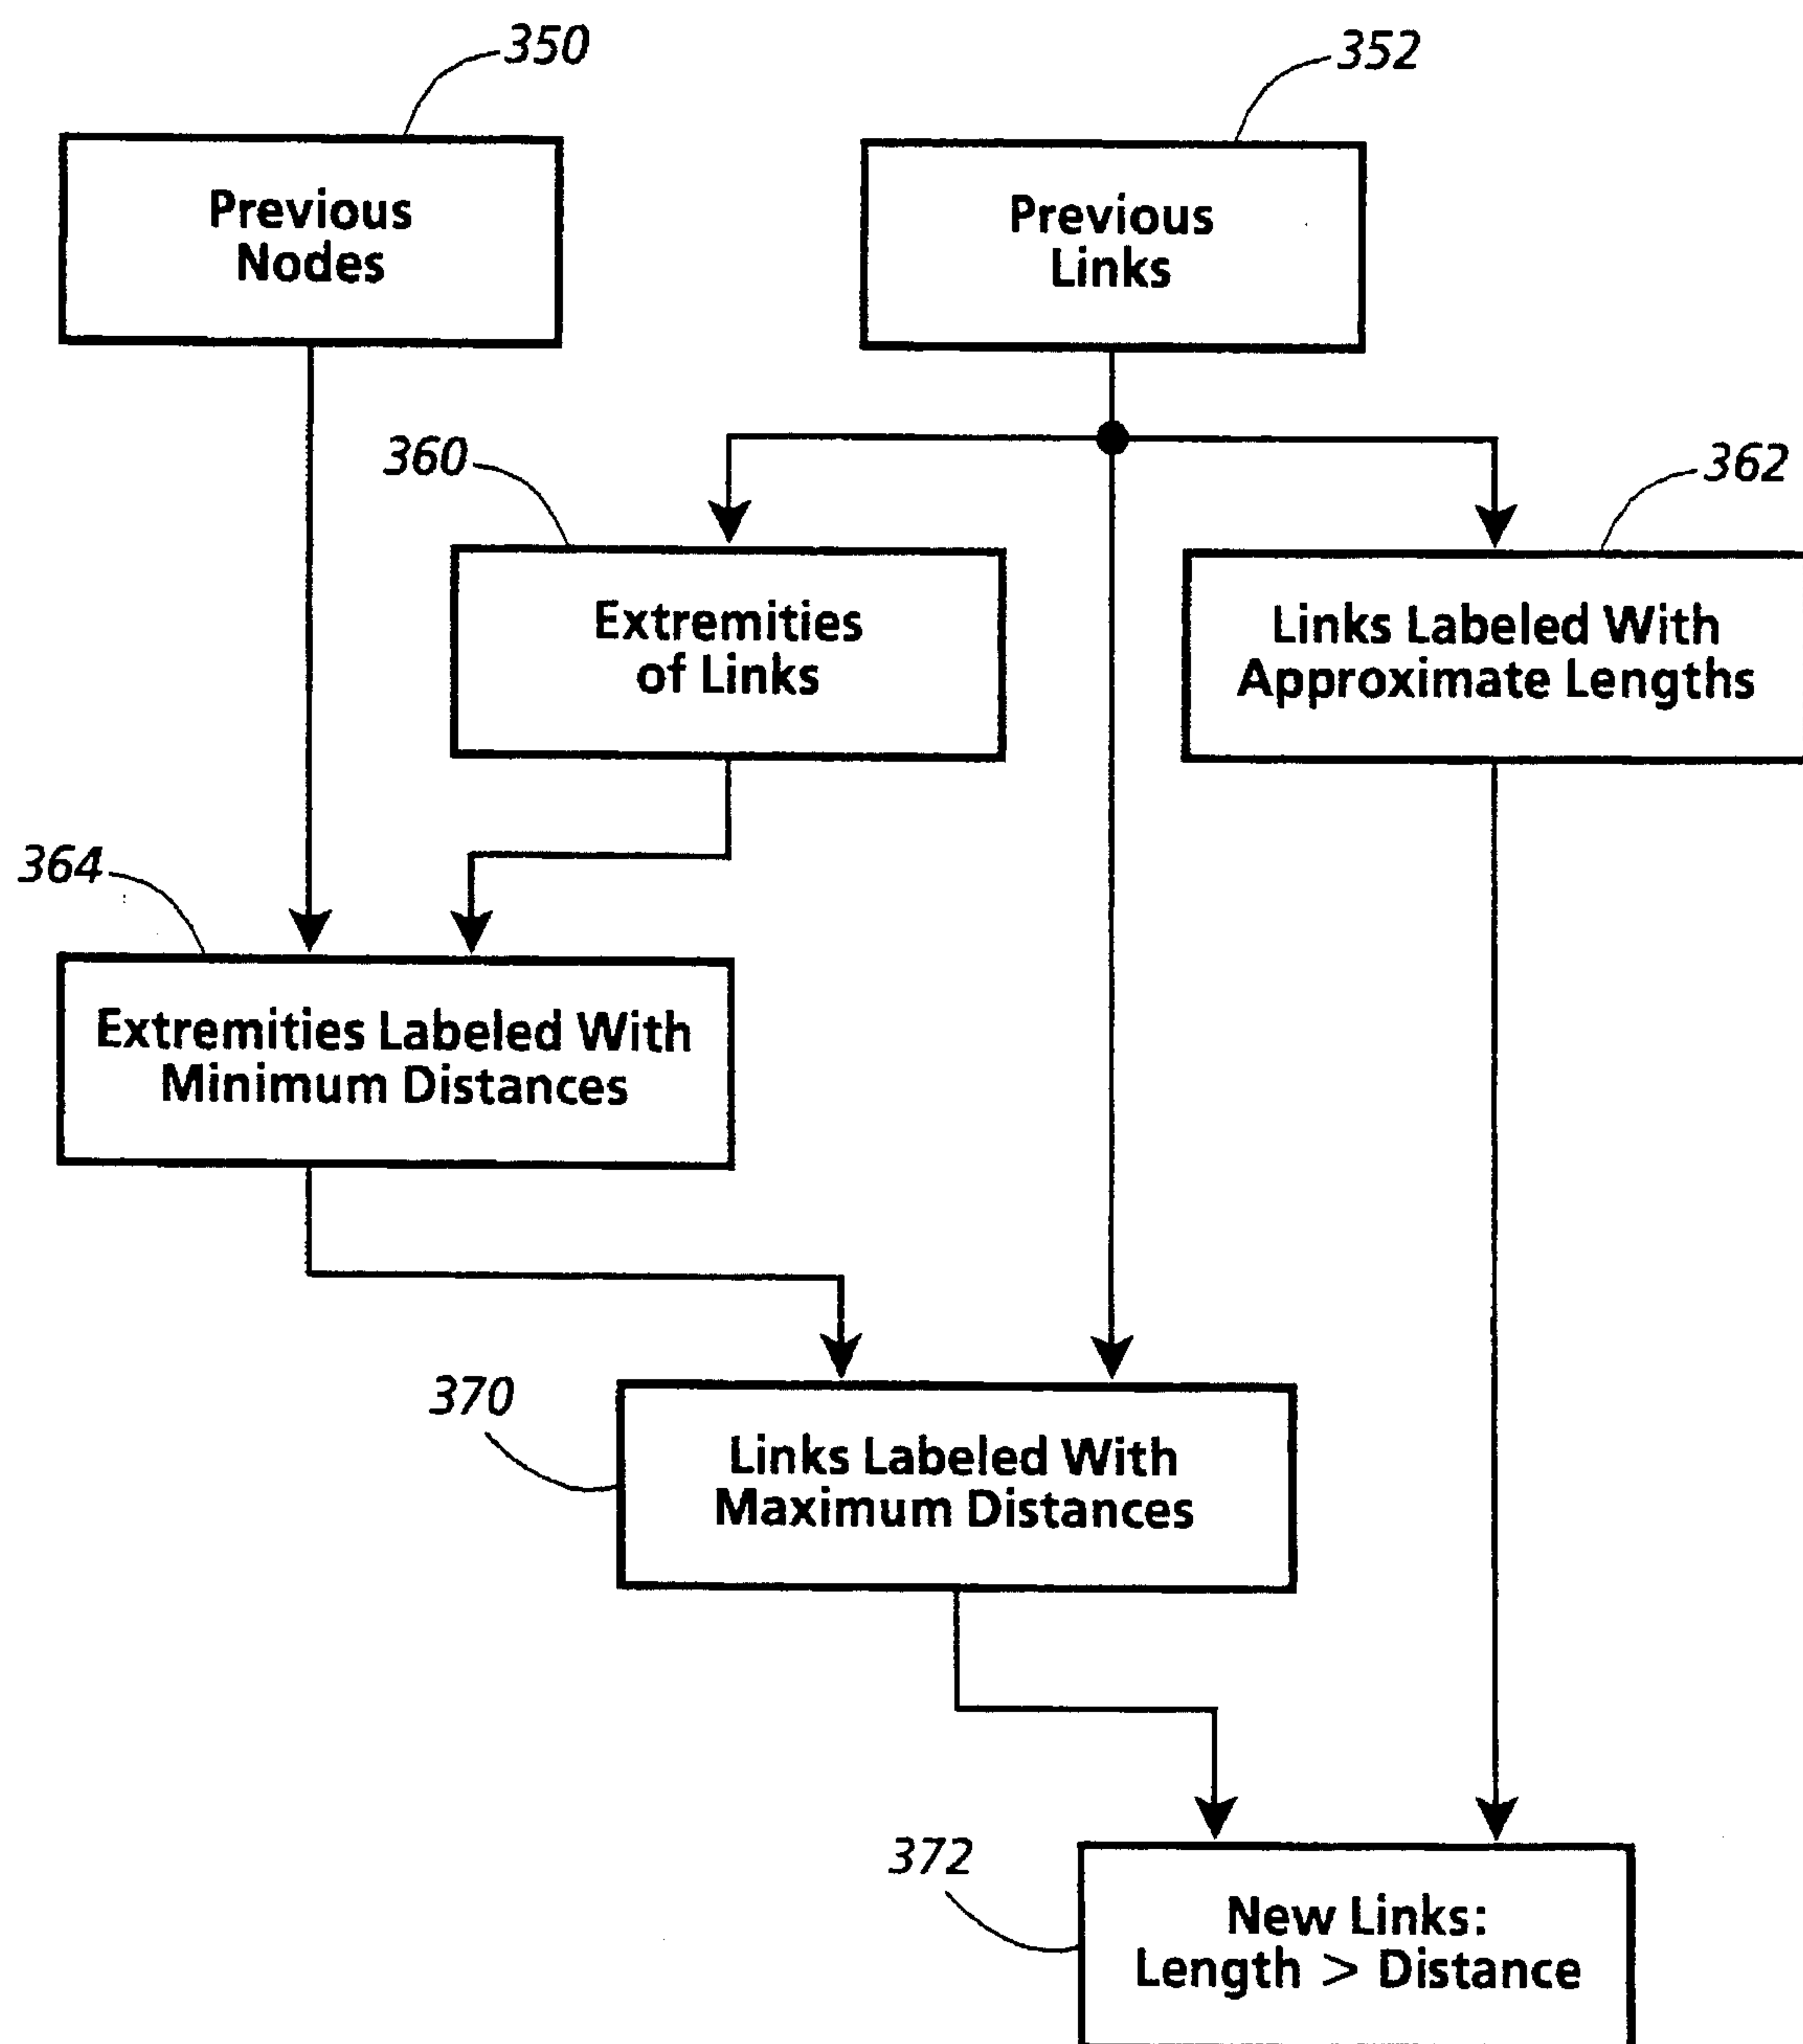 350
352
Previous
Nodes
Previous
Links
360
362
Extremities
of Links
Links Labeled With
Approximate Lengths
364
Extremities Labeled With
Minimum Distances
370
Links Labeled With
Maximum Distances
372
New Links:
Length > Distance